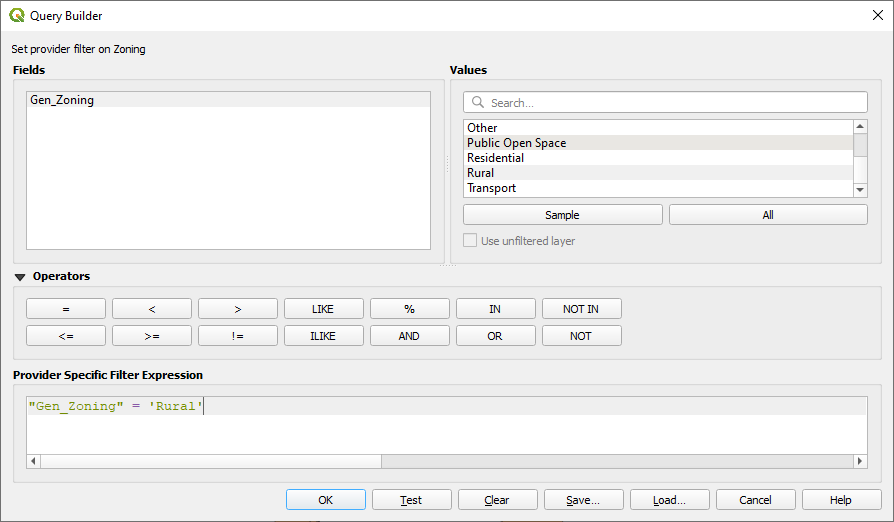 Query Builder
Set provider filter on Zoning
Fields
Values
Gen_Zoning
Search...
Other
Public Open Space
Residential
Rural
Transport
Sample
All
Use unfiltered layer
Operators
= < > LIKE % IN NOT IN
<= >= != ILIKE AND OR NOT
Provider Specific Filter Expression
"Gen_Zoning" = 'Rural'
OK Test Clear Save... Load... Cancel Help